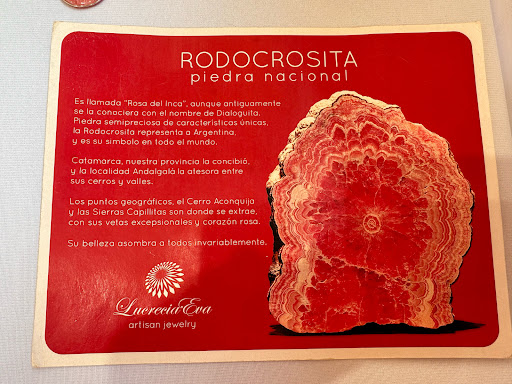 RODOCROSITA
piedra nacional
Es llamada "Rosa del Inca", aunque antiguamente
se la conociera con el nombre de Dialoguita.
Piedra semipreciosa de características únicas,
la Rodocrosita representa a Argentina,
y es su símbolo en todo el mundo.
Catamarca, nuestra provincia la concibió,
y la localidad Andalgalá la atesora entre
sus cerros y valles.
Los puntos geográficos, el Cerro Aconquija
y las Sierras Capillitas son donde se extrae,
con sus vetas excepsionales y corazón rosa.
Su belleza asombra a todos invariablemente.
LucreciaEva
artisan jewelry